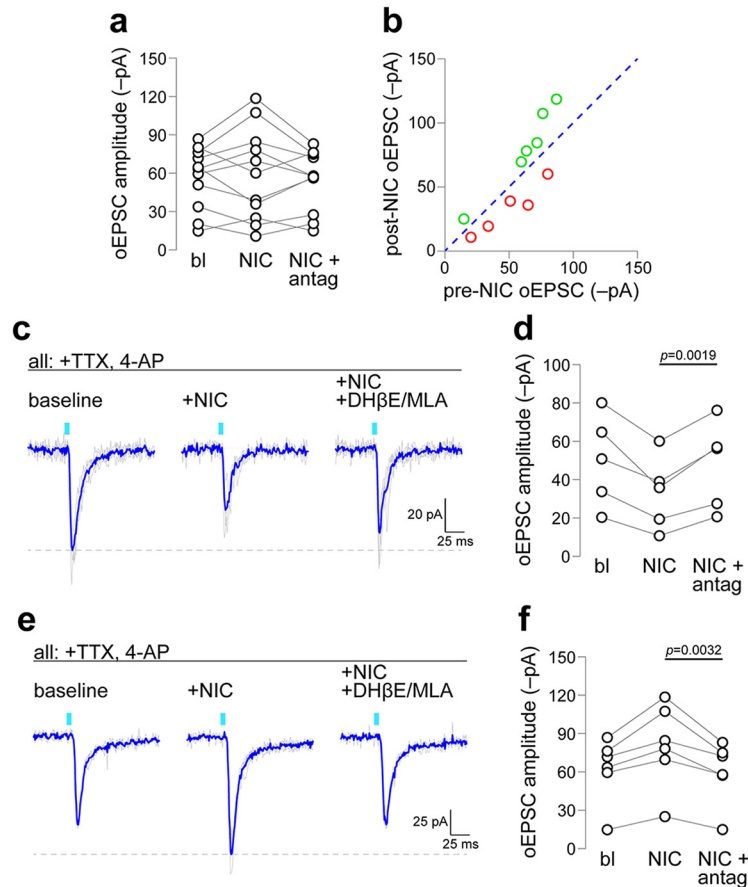 a
oEPSC amplitude (–pA)
150
120
90
60
30
0
bl
NIC
NIC +
antag
b
post-NIC oEPSC (–pA)
150
100
50
0
0
50
100
150
pre-NIC oEPSC (–pA)
c
all: +TTX, 4-AP
baseline
+NIC
+NIC
+DHβE/MLA
20 pA
25 ms
d
p=0.0019
oEPSC amplitude (–pA)
100
80
60
40
20
0
bl
NIC
NIC +
antag
e
all: +TTX, 4-AP
baseline
+NIC
+NIC
+DHβE/MLA
25 pA
25 ms
f
p=0.0032
oEPSC amplitude (–pA)
150
120
90
60
30
0
bl
NIC
NIC +
antag